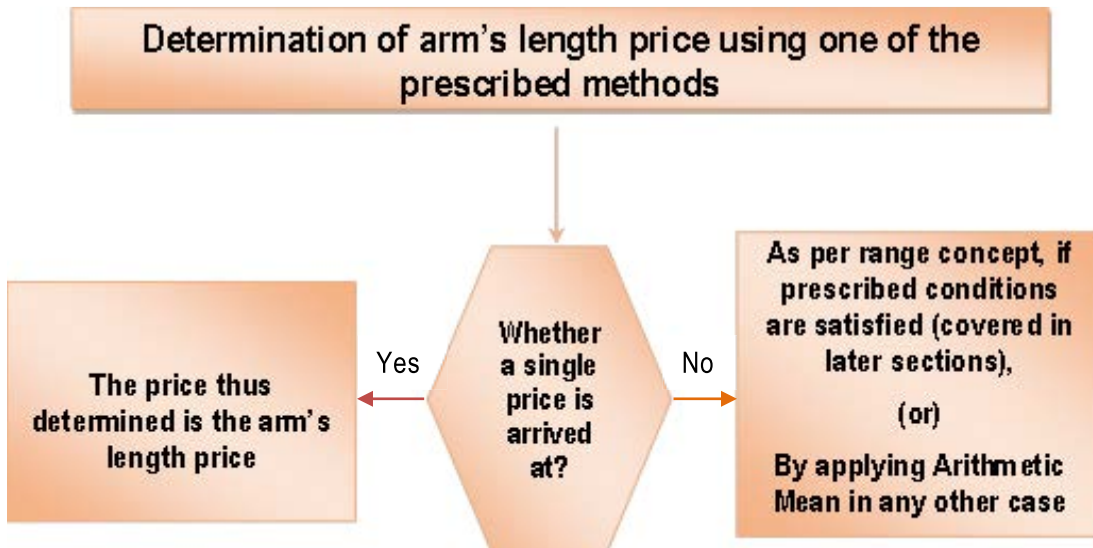 Determination of arm's length price using one of the
prescribed methods
The price thus
determined is the arm's
length price
Yes
Whether
a single
price is
arrived
at?
No
As per range concept, if
prescribed conditions
are satisfied (covered in
later sections),
(or)
By applying Arithmetic
Mean in any other case